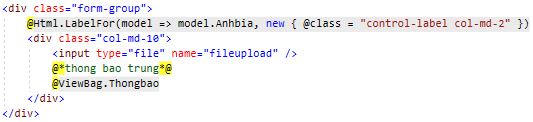 <div class="form-group">
@Html.LabelFor(model => model.Anhbia, new { @class = "control-label col-md-2" })
<div class="col-md-10">
<input type="file" name="fileupload" />
@*thong bao trung*@
@ViewBag.Thongbao
</div>
</div>